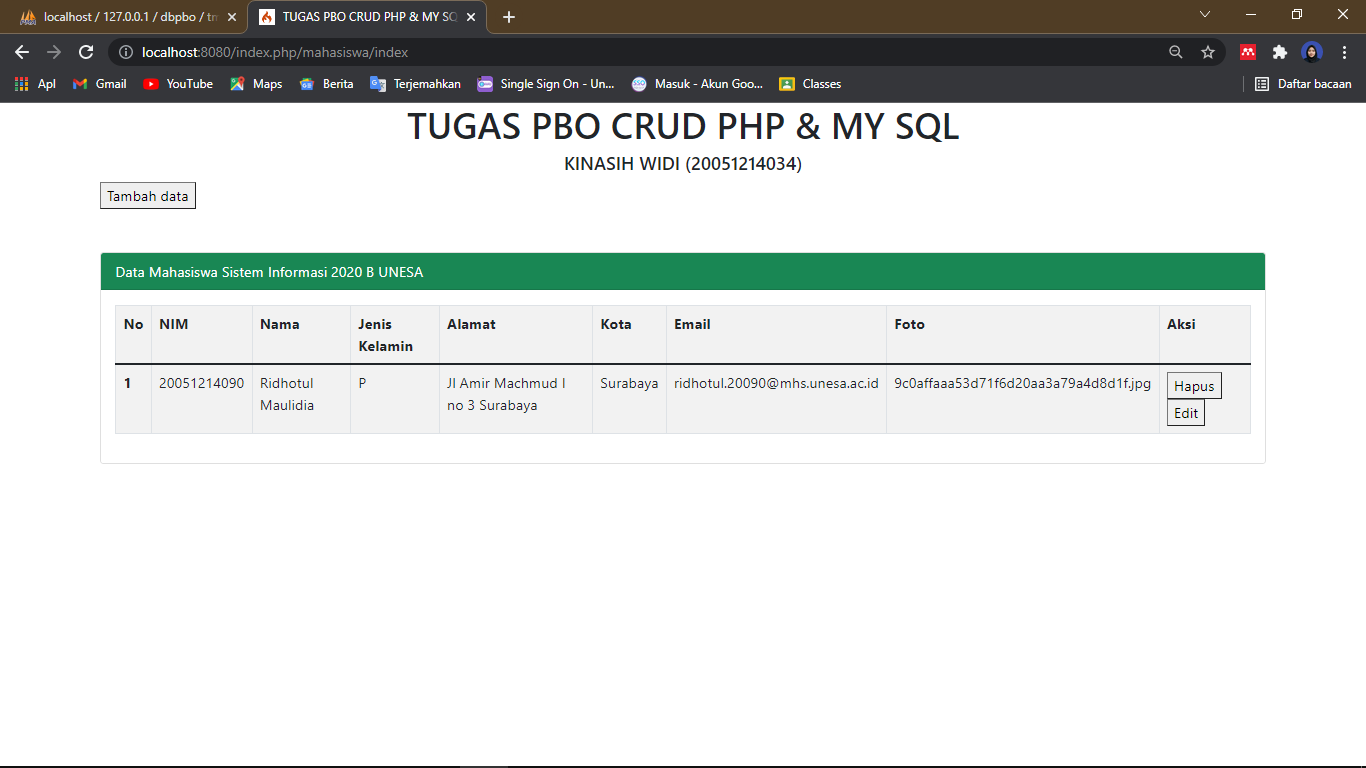 localhost / 127.0.0.1 / dbpbo / tm
TUGAS PBO CRUD PHP & MY SQ
localhost:8080/index.php/mahasiswa/index
Apl Gmail YouTube Maps Berita Terjemahkan Single Sign On - Un... Masuk - Akun Goo... Classes Daftar bacaan
TUGAS PBO CRUD PHP & MY SQL
KINASIH WIDI (20051214034)
Tambah data
Data Mahasiswa Sistem Informasi 2020 B UNESA
No NIM Nama Jenis Kelamin Alamat Kota Email Foto Aksi
1 20051214090 Ridhotul Maulidia P Jl Amir Machmud I no 3 Surabaya Surabaya ridhotul.20090@mhs.unesa.ac.id 9c0affaaa53d71f6d20aa3a79a4d8d1f.jpg Hapus
Edit